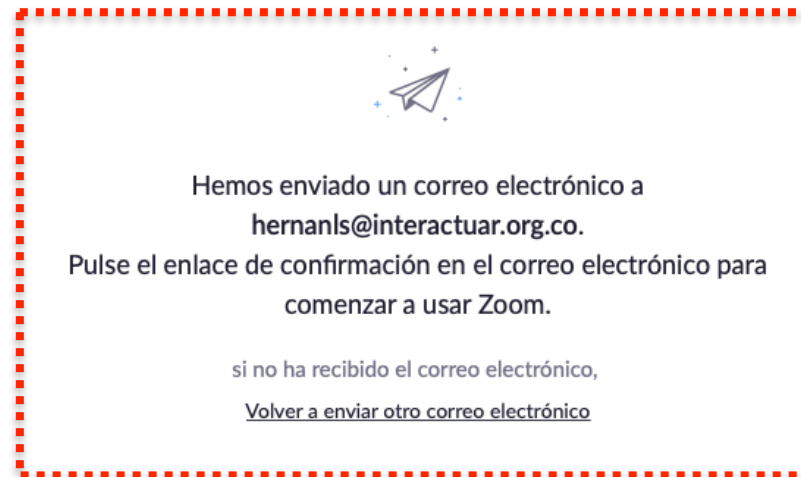 Hemos enviado un correo electrónico a
hernanls@interactuar.org.co.
Pulse el enlace de confirmación en el correo electrónico para
comenzar a usar Zoom.
si no ha recibido el correo electrónico,
Volver a enviar otro correo electrónico